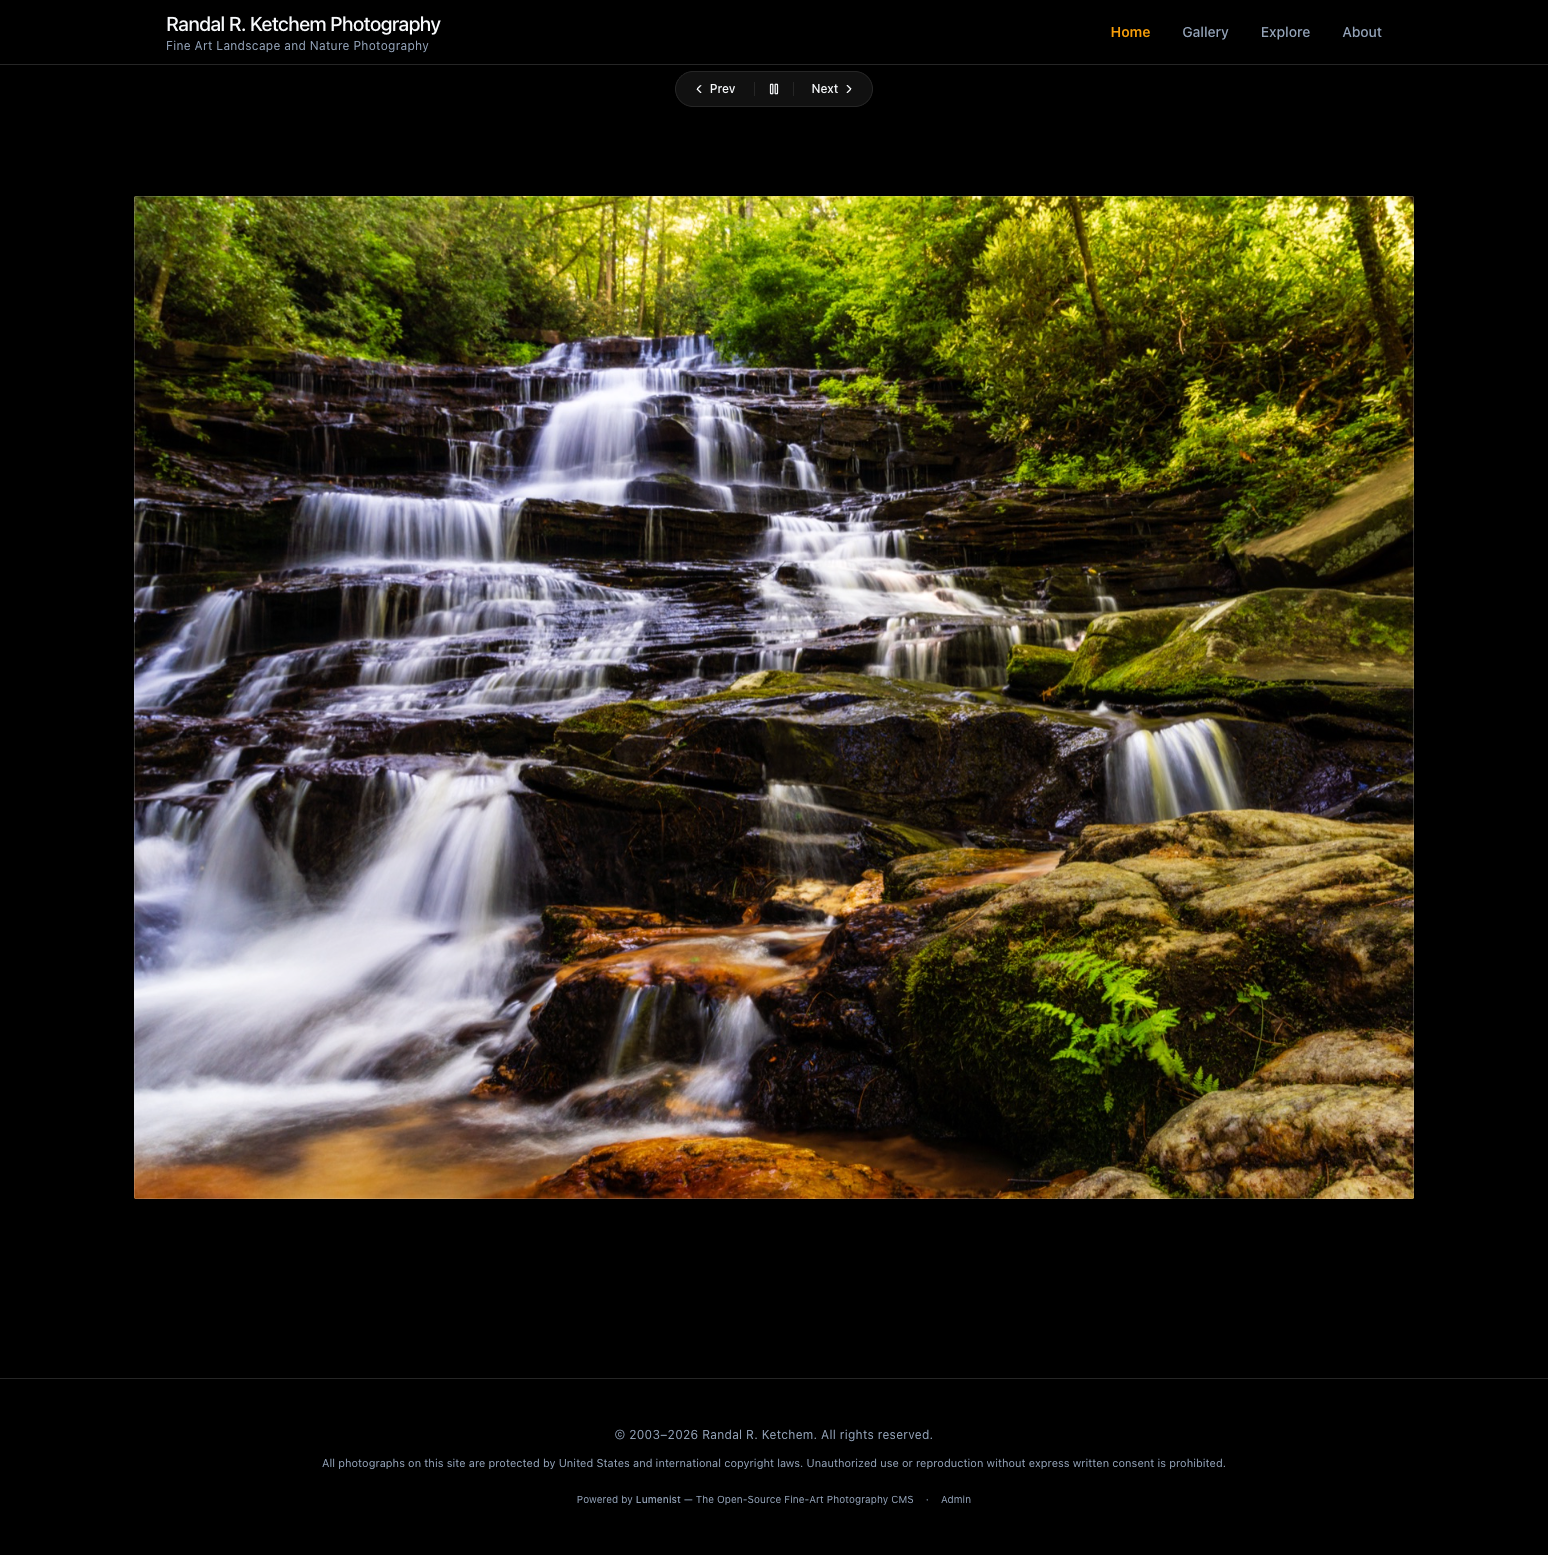 Randal R. Ketchem Photography
Fine Art Landscape and Nature Photography
Home Gallery Explore About
Prev Next
© 2003–2026 Randal R. Ketchem. All rights reserved.
All photographs on this site are protected by United States and international copyright laws. Unauthorized use or reproduction without express written consent is prohibited.
Powered by Lumenist — The Open-Source Fine-Art Photography CMS · Admin